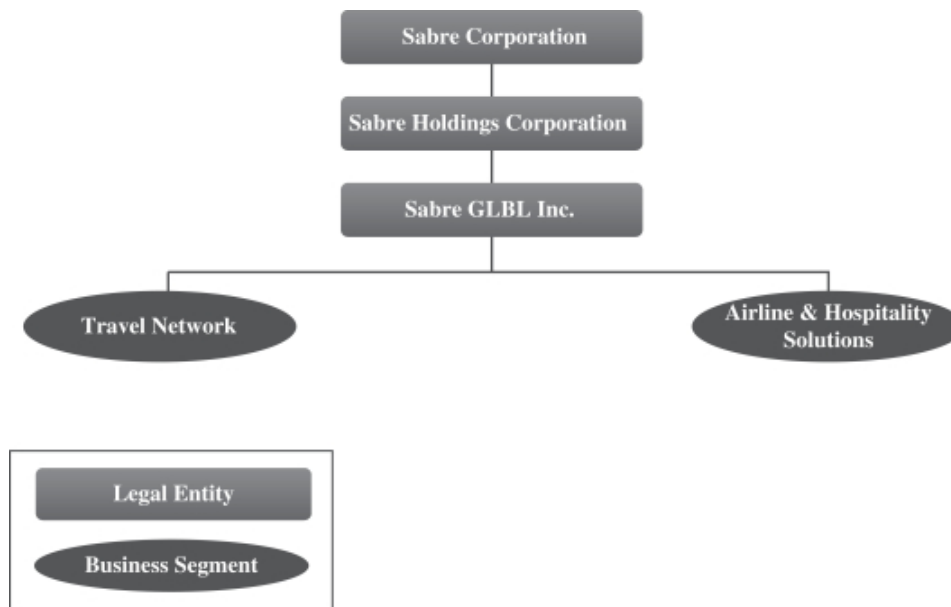 Sabre Corporation
Sabre Holdings Corporation
Sabre GLBL Inc.
Travel Network
Airline & Hospitality
Solutions
Legal Entity
Business Segment